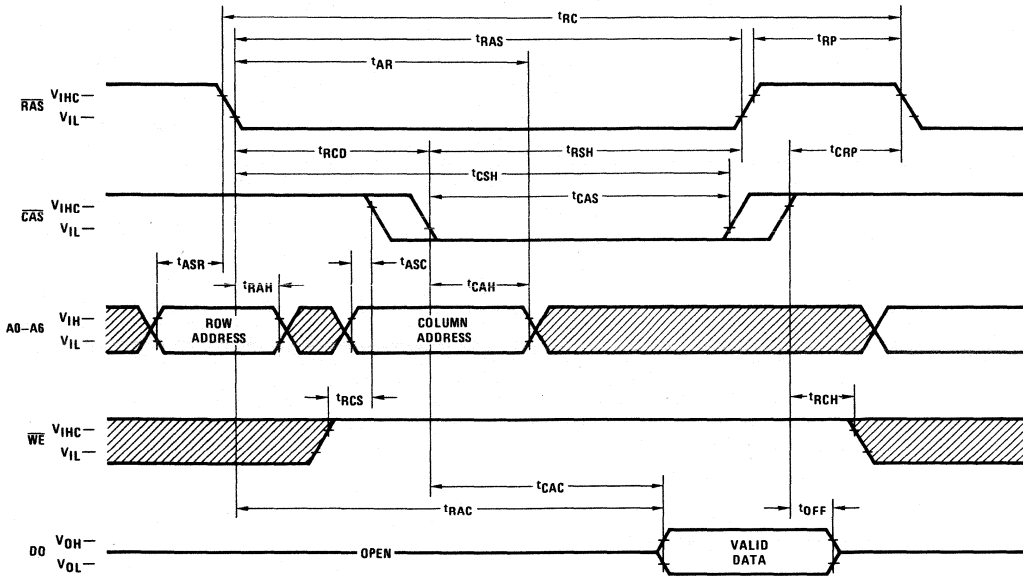 tRC
tRAS
tRP
tAR
RAS
VIHC
VIL
tRCD
tRSH
tCRP
tCSH
tCAS
CAS
VIHC
VIL
tASR
tASC
tRAH
tCAH
A0-A6
VIH
VIL
ROW
ADDRESS
COLUMN
ADDRESS
tRCS
tRCH
WE
VIHC
VIL
tCAC
tRAC
tOFF
DO
VOH
VOL
OPEN
VALID
DATA